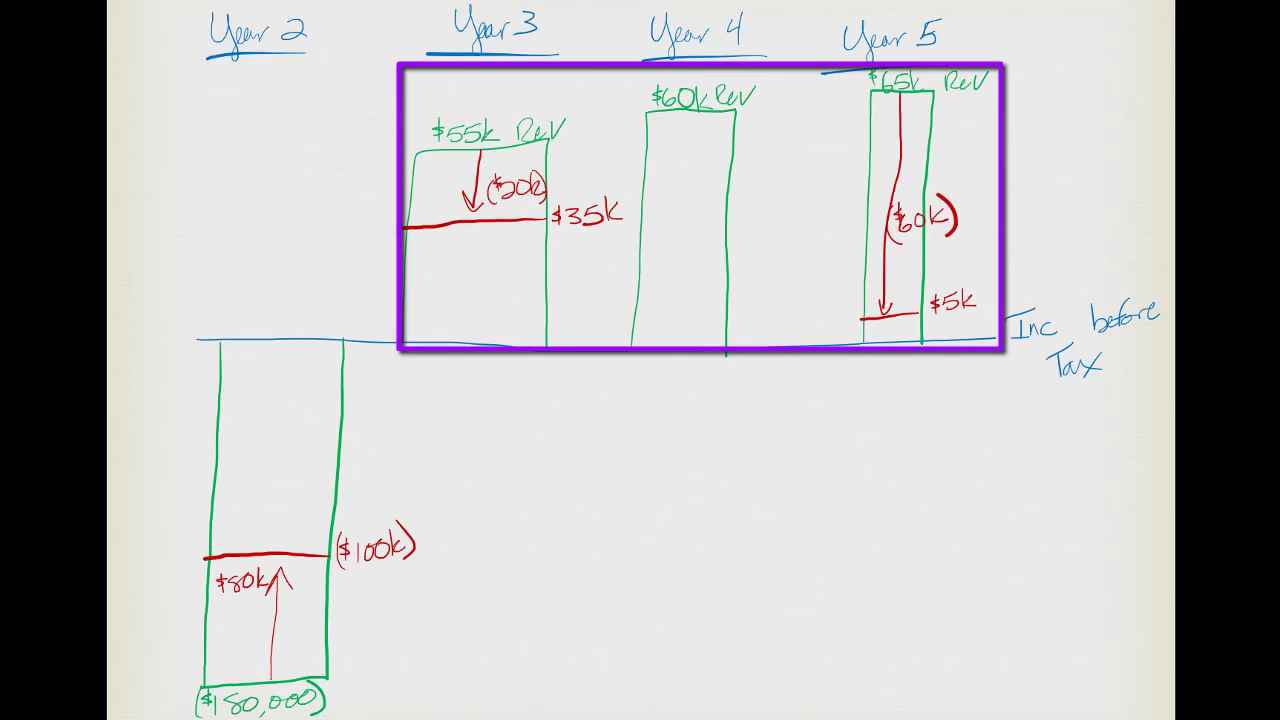 Year 2
Year 3
Year 4
Year 5
$65k Rev
$60k Rev
$55k Rev
($20k)
$35k
($60k)
$5k
Inc before
Tax
($100k)
$80k
($180,000)